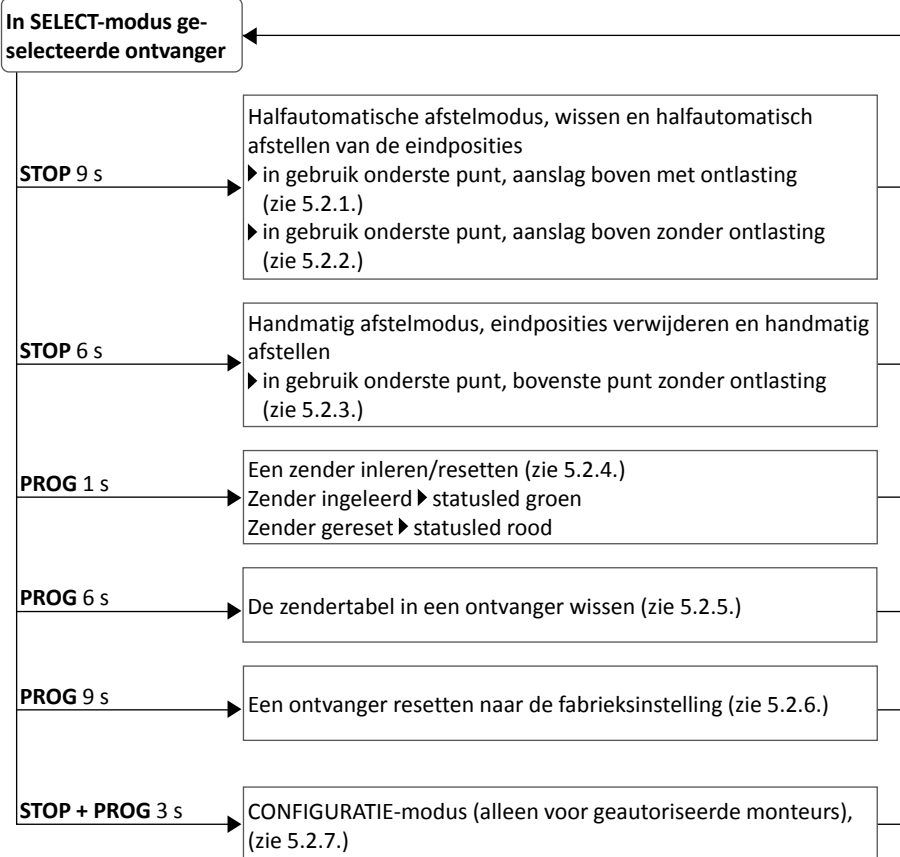 In SELECT-modus ge-
selecteerde ontvanger
STOP 9 s
Halfautomatische afstelmodus, wissen en halfautomatisch
afstellen van de eindposities
▶ in gebruik onderste punt, aanslag boven met ontlasting
(zie 5.2.1.)
▶ in gebruik onderste punt, aanslag boven zonder ontlasting
(zie 5.2.2.)
STOP 6 s
Handmatig afstelmodus, eindposities verwijderen en handmatig
afstellen
▶ in gebruik onderste punt, bovenste punt zonder ontlasting
(zie 5.2.3.)
PROG 1 s
Een zender inleren/resetten (zie 5.2.4.)
Zender ingeleerd ▶ statusled groen
Zender gereset ▶ statusled rood
PROG 6 s
De zendertabel in een ontvanger wissen (zie 5.2.5.)
PROG 9 s
Een ontvanger resetten naar de fabrieksinstelling (zie 5.2.6.)
STOP + PROG 3 s
CONFIGURATIE-modus (alleen voor geautoriseerde monteurs),
(zie 5.2.7.)